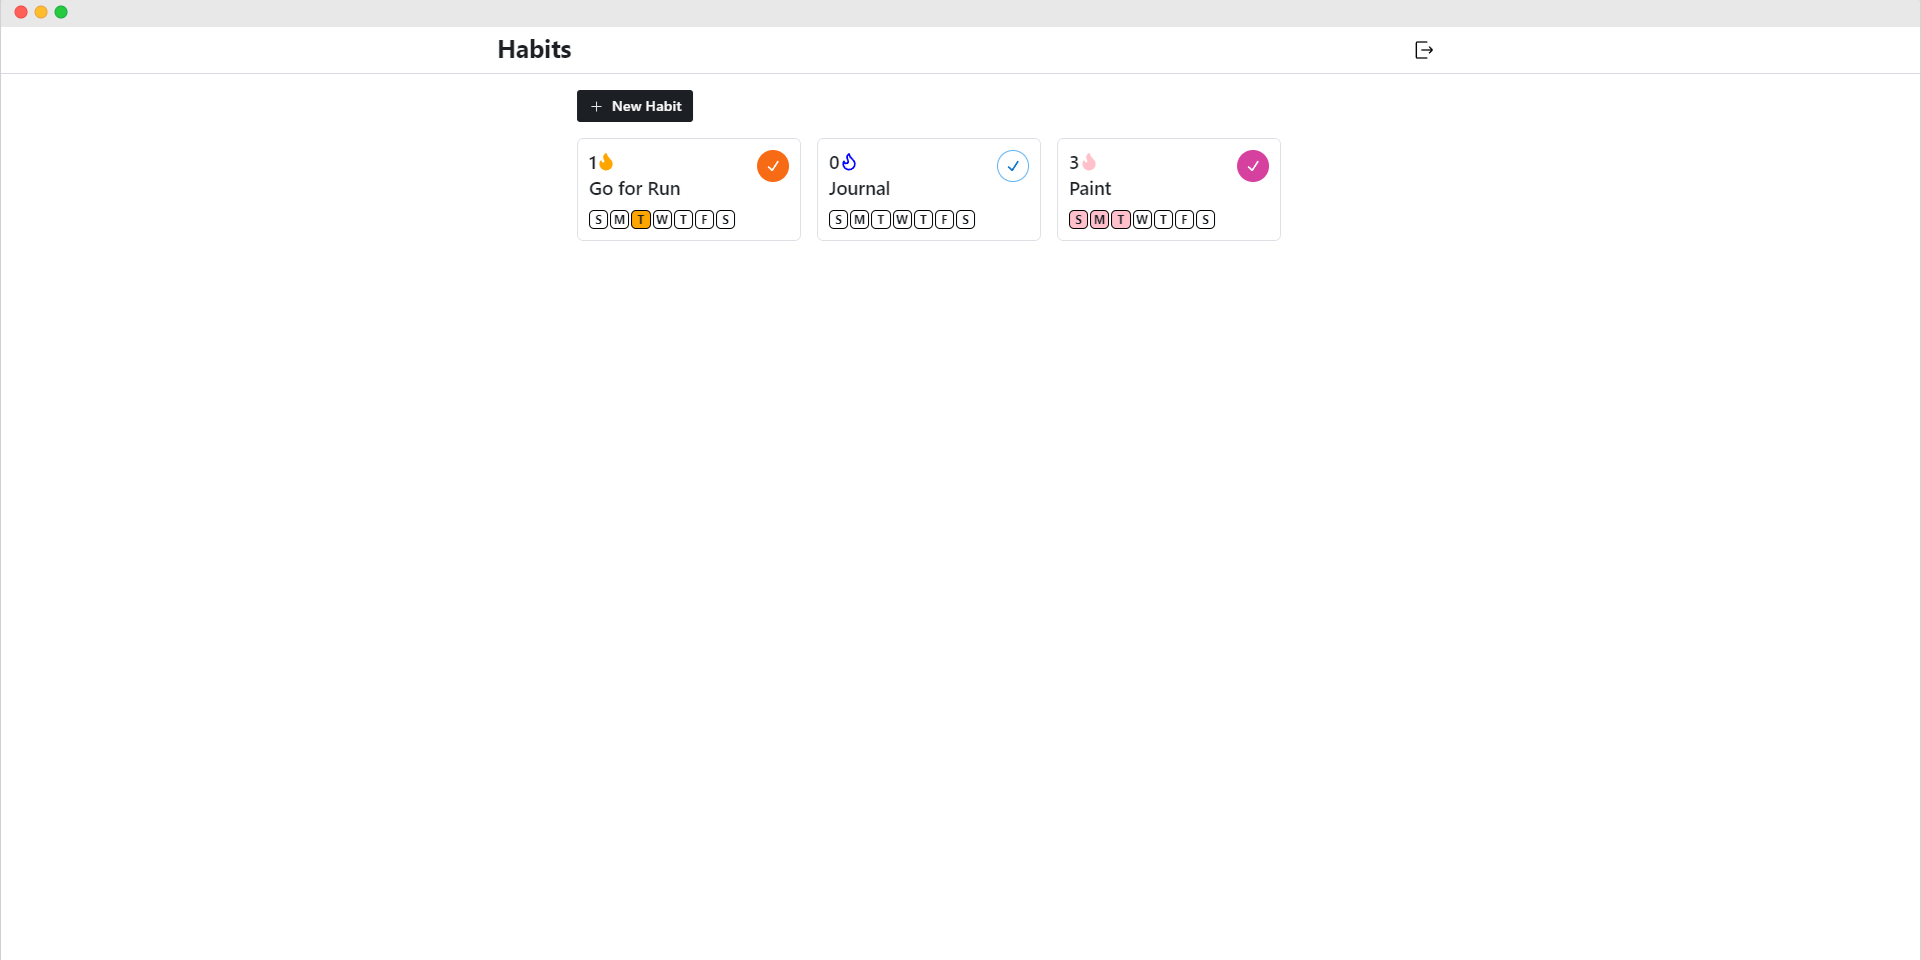 Habits
+ New Habit
1
Go for Run
S M T W T F S
0
Journal
S M T W T F S
3
Paint
S M T W T F S